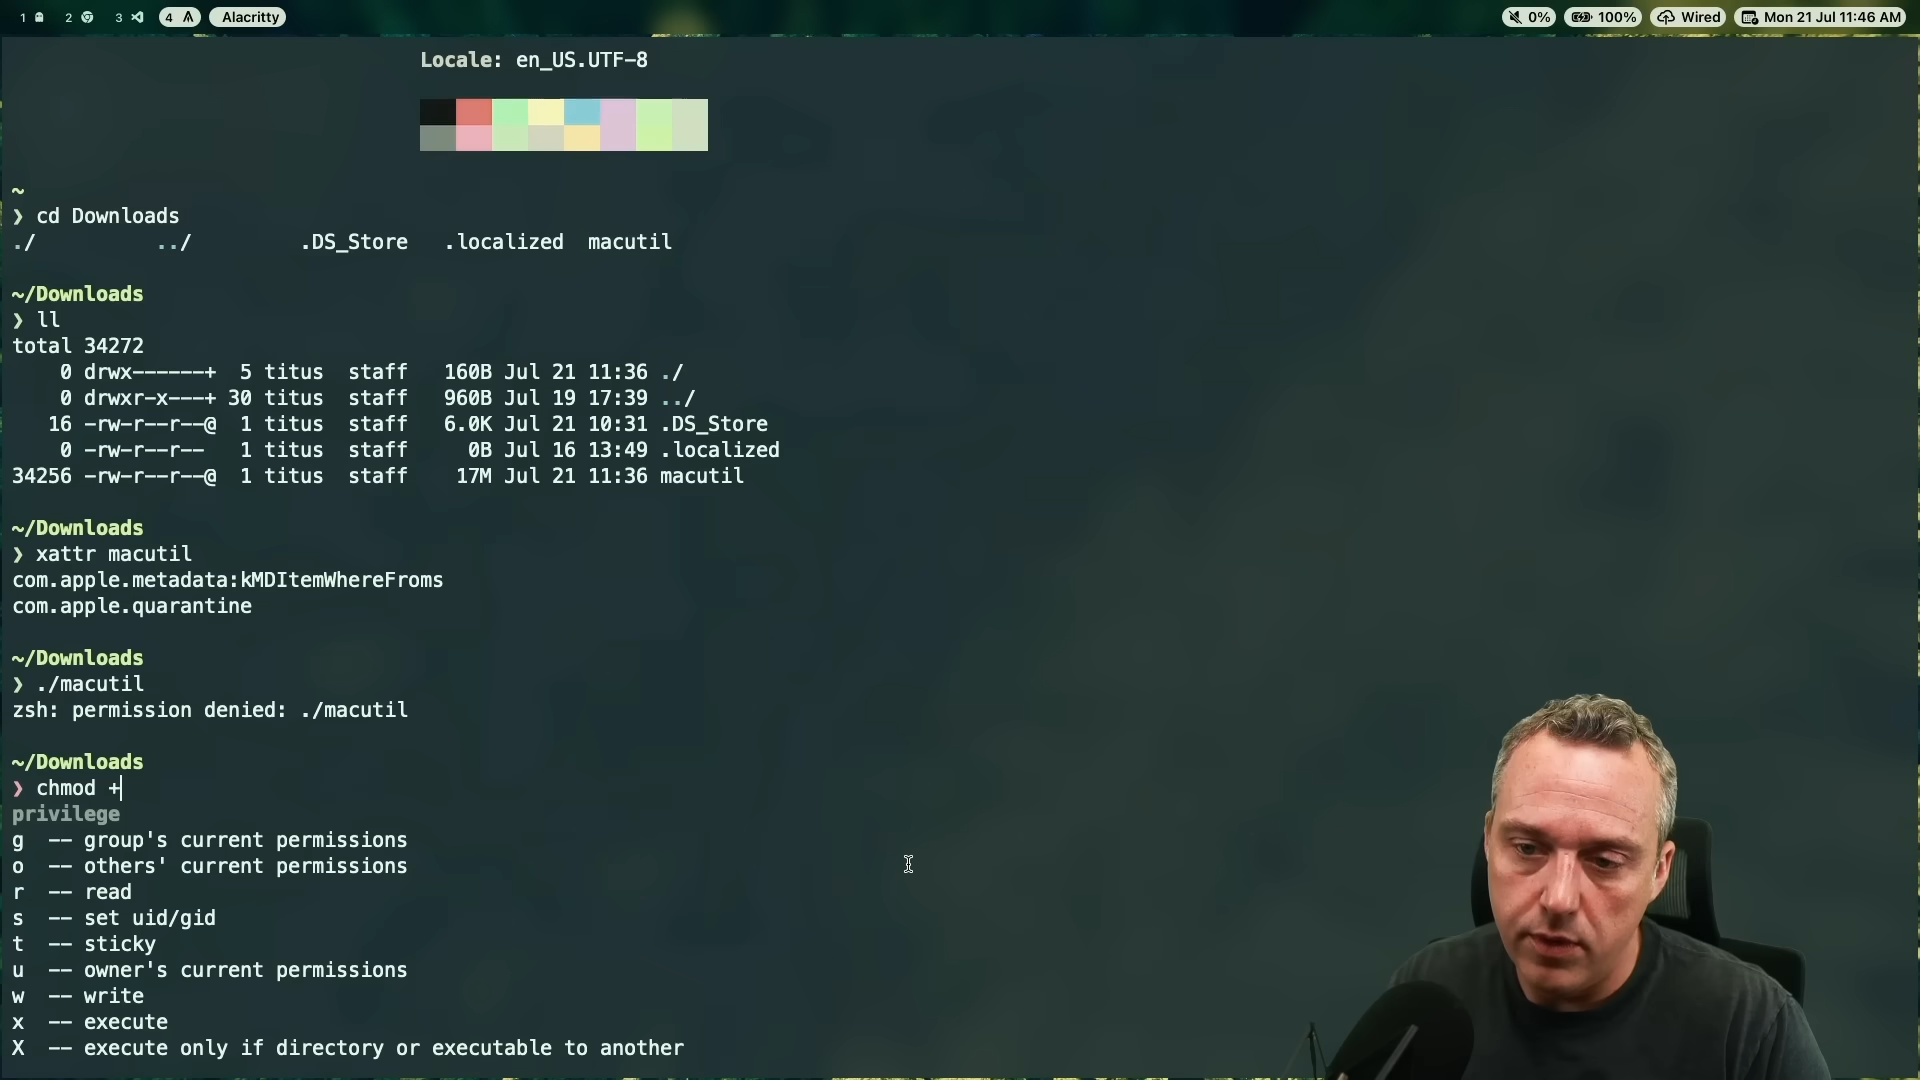 1 2 3 4 Alacritty 0% 100% Wired Mon 21 Jul 11:46 AM
Locale: en_US.UTF-8
~
❯ cd Downloads
./ ../ .DS_Store .localized macutil
~/Downloads
❯ ll
total 34272
0 drwx------+ 5 titus staff 160B Jul 21 11:36 ./
0 drwxr-x---+ 30 titus staff 960B Jul 19 17:39 ../
16 -rw-r--r--@ 1 titus staff 6.0K Jul 21 10:31 .DS_Store
0 -rw-r--r-- 1 titus staff 0B Jul 16 13:49 .localized
34256 -rw-r--r--@ 1 titus staff 17M Jul 21 11:36 macutil
~/Downloads
❯ xattr macutil
com.apple.metadata:kMDItemWhereFroms
com.apple.quarantine
~/Downloads
❯ ./macutil
zsh: permission denied: ./macutil
~/Downloads
❯ chmod +
privilege
g -- group's current permissions
o -- others' current permissions
r -- read
s -- set uid/gid
t -- sticky
u -- owner's current permissions
w -- write
x -- execute
X -- execute only if directory or executable to another